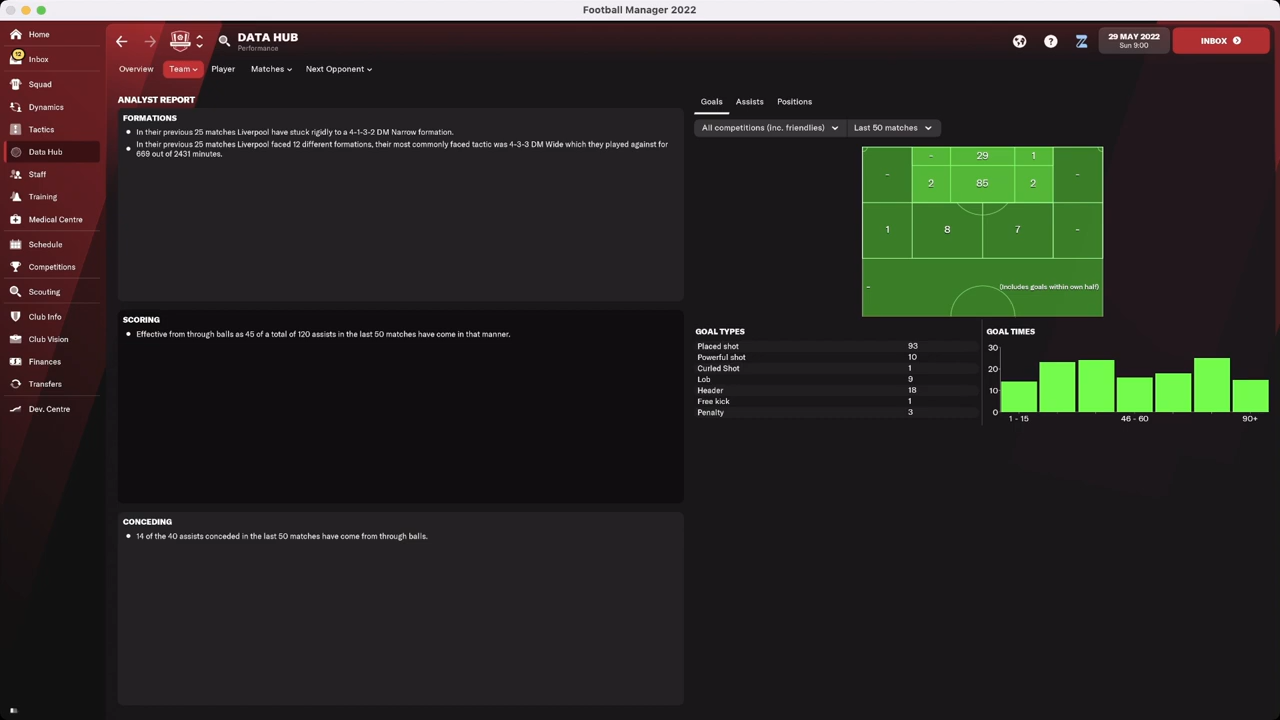 Football Manager 2022
Home
12
Inbox
Squad
Dynamics
Tactics
Data Hub
Staff
Training
Medical Centre
Schedule
Competitions
Scouting
Club Info
Club Vision
Finances
Transfers
Dev. Centre
DATA HUB
Performance
29 MAY 2022
Sun 9:00
INBOX
Overview
Team
Player
Matches
Next Opponent
ANALYST REPORT
FORMATIONS
In their previous 25 matches Liverpool have stuck rigidly to a 4-1-3-2 DM Narrow formation.
In their previous 25 matches Liverpool faced 12 different formations, their most commonly faced tactic was 4-3-3 DM Wide which they played against for
669 out of 2431 minutes.
SCORING
Effective from through balls as 45 of a total of 120 assists in the last 50 matches have come in that manner.
CONCEDING
14 of the 40 assists conceded in the last 50 matches have come from through balls.
Goals
Assists
Positions
All competitions (inc. friendlies)
Last 50 matches
- 29 1
- 2 85 2 -
1 8 7 -
- (Includes goals within own half)
GOAL TYPES
Placed shot 93
Powerful shot 10
Curled Shot 1
Lob 9
Header 18
Free kick 1
Penalty 3
GOAL TIMES
30
20
10
0
1 - 15 46 - 60 90+